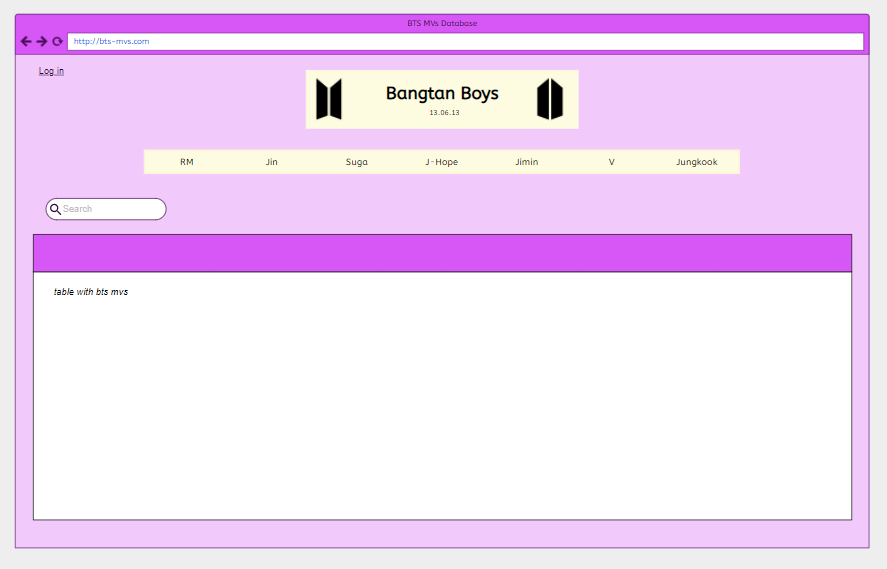 BTS MVs Database
http://bts-mvs.com
Log in
Bangtan Boys
13.06.13
RM Jin Suga J-Hope Jimin V Jungkook
Search
table with bts mvs